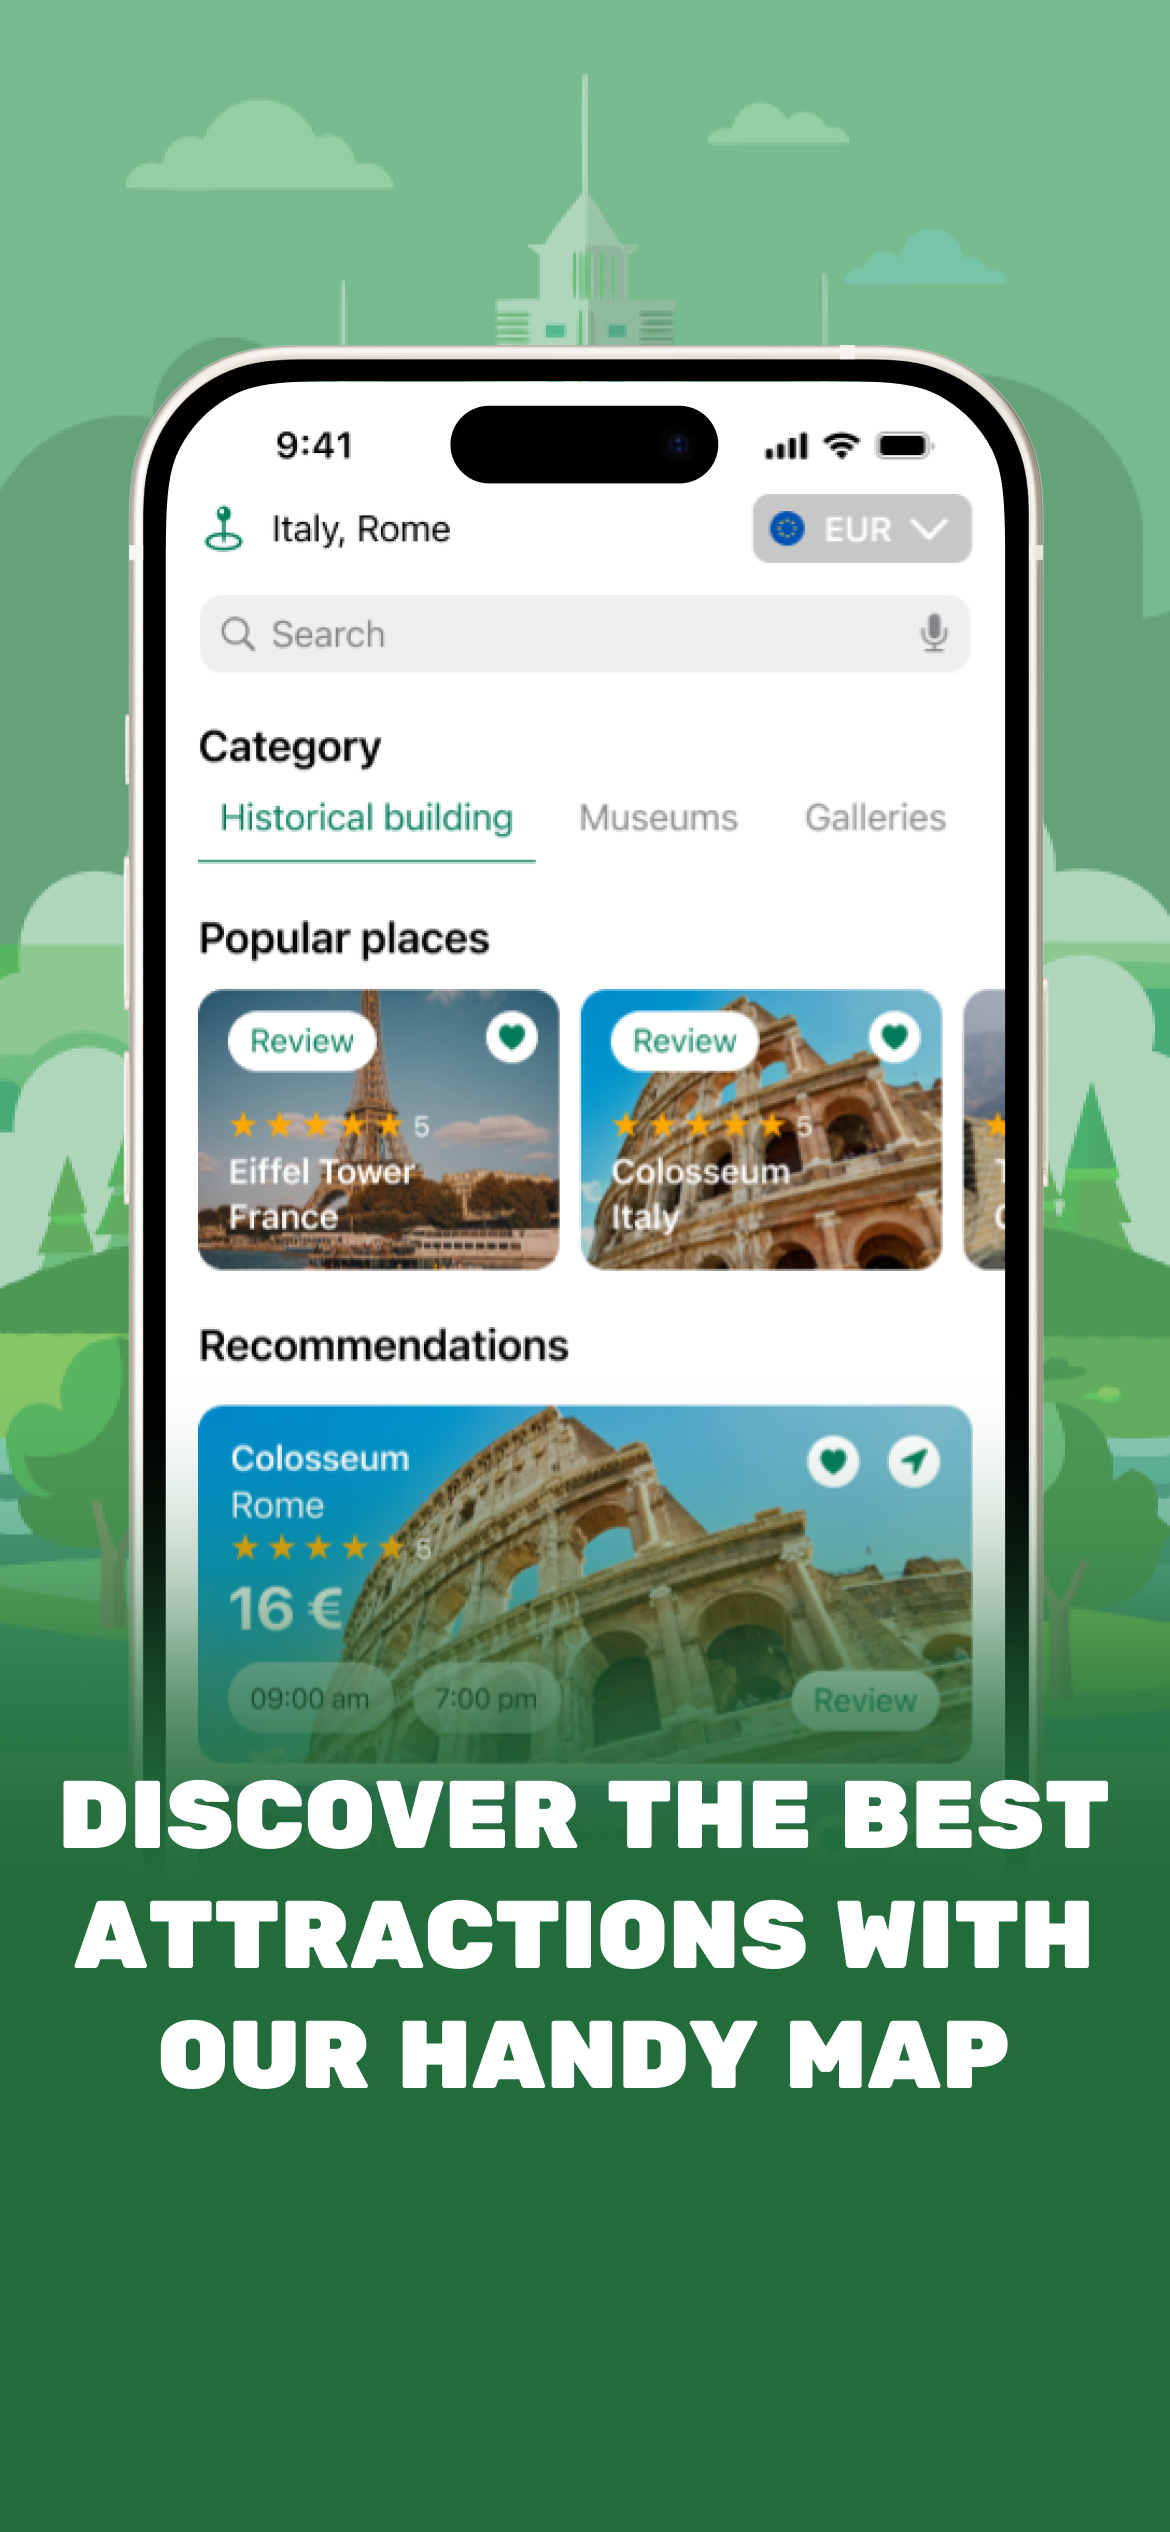 9:41
Italy, Rome
EUR
Search
Category
Historical building Museums Galleries
Popular places
Review
5
Eiffel Tower
France
Review
5
Colosseum
Italy
Recommendations
Colosseum
Rome
5
16 €
09:00 am 7:00 pm Review
DISCOVER THE BEST
ATTRACTIONS WITH
OUR HANDY MAP